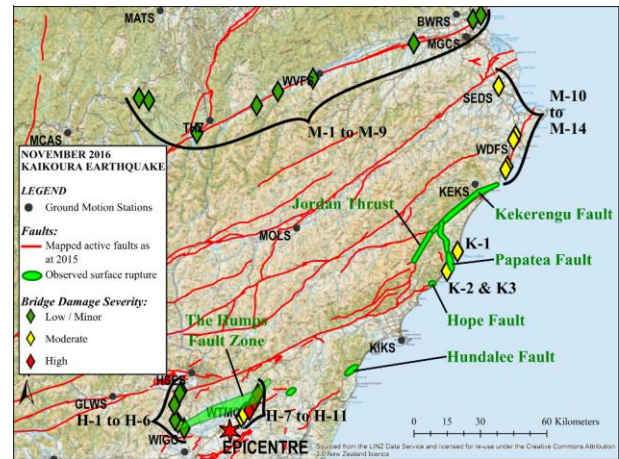 MATS
BWRS
MGCS
WVFS
SEDS
M-10
to
M-14
THZ
M-1 to M-9
MCAS
WDFS
NOVEMBER 2016
KAIKOURA EARTHQUAKE
LEGEND
Ground Motion Stations
Faults:
Mapped active faults as
at 2015
Observed surface rupture
Bridge Damage Severity:
Low / Minor
Moderate
High
KEKS
Jordan Thrust
Kekerengu Fault
MOLS
K-1
Papatea Fault
K-2 & K3
The Humps
Fault Zone
Hope Fault
KIKS
Hundalee Fault
HSES
GLWS
H-1 to H-6
WTMC
H-7 to H-11
WIGC
EPICENTRE
0 15 30 60 Kilometers
Sourced from the LINZ Data Service and licensed for re-use under the Creative Commons Attribution
3.0 New Zealand licence